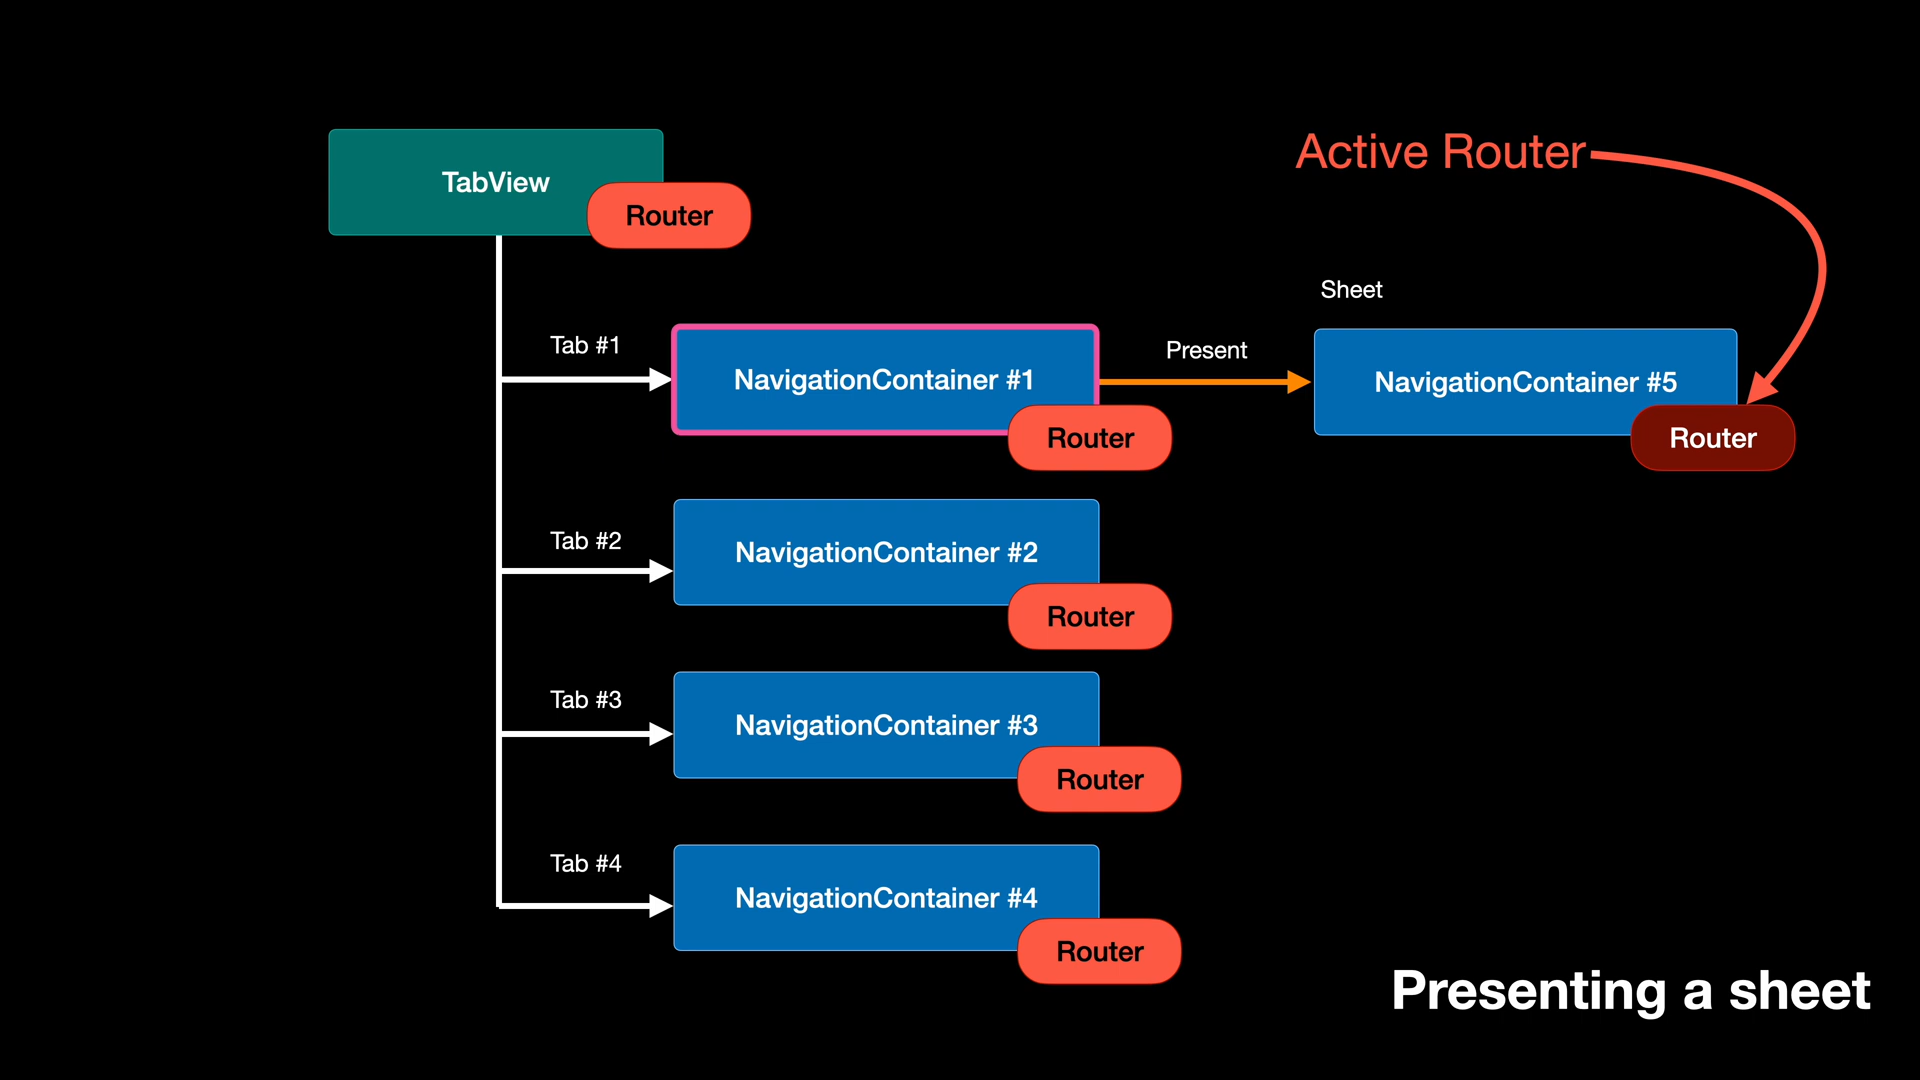 TabView
Router
Active Router
Sheet
Tab #1
NavigationContainer #1
Router
Present
NavigationContainer #5
Router
Tab #2
NavigationContainer #2
Router
Tab #3
NavigationContainer #3
Router
Tab #4
NavigationContainer #4
Router
Presenting a sheet